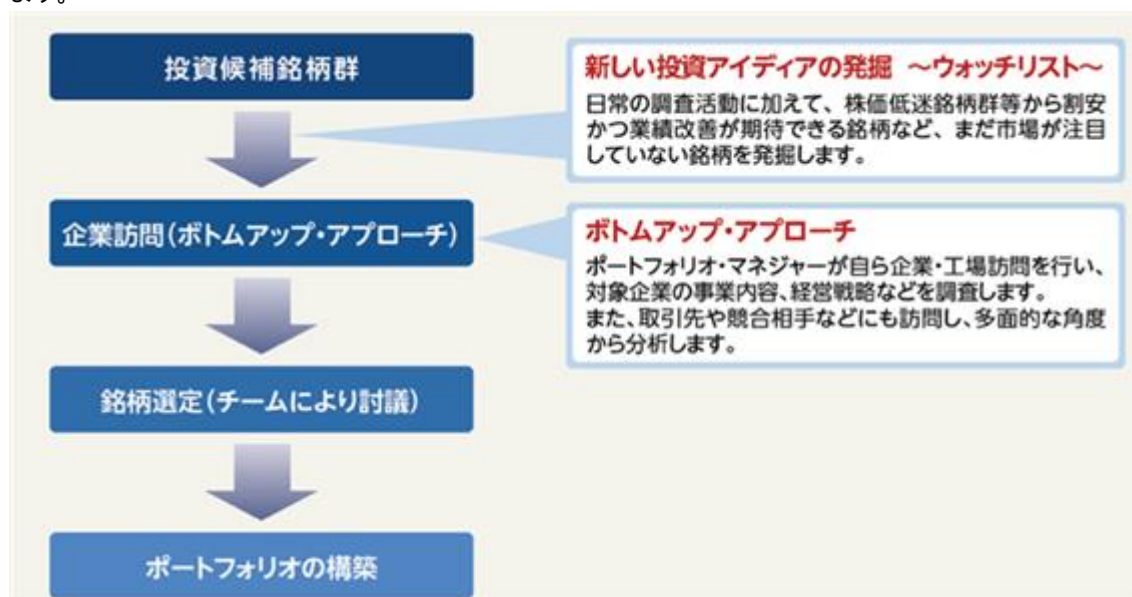 ます。
投資候補銘柄群
新しい投資アイディアの発掘 ～ウォッチリスト～
日常の調査活動に加えて、株価低迷銘柄群等から割安
かつ業績改善が期待できる銘柄など、まだ市場が注目
していない銘柄を発掘します。
企業訪問(ボトムアップ・アプローチ)
ボトムアップ・アプローチ
ポートフォリオ・マネジャーが自ら企業・工場訪問を行い、
対象企業の事業内容、経営戦略などを調査します。
また、取引先や競合相手などにも訪問し、多面的な角度
から分析します。
銘柄選定(チームにより討議)
ポートフォリオの構築